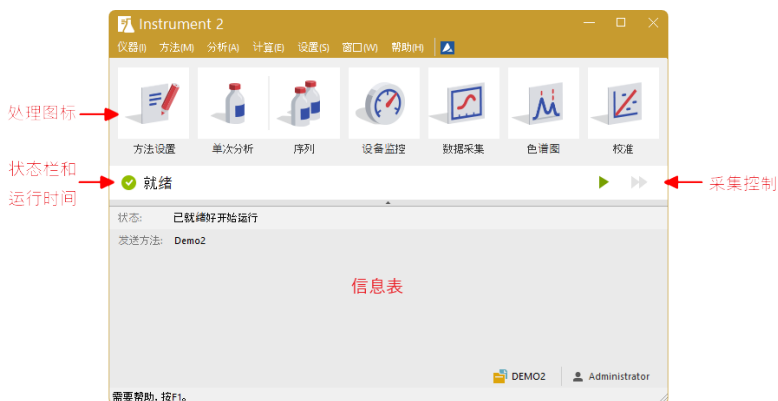 Instrument 2
仪器(I) 方法(M) 分析(A) 计算(E) 设置(S) 窗口(W) 帮助(H)
处理图标
方法设置 单次分析 序列 设备监控 数据采集 色谱图 校准
状态栏和
运行时间
就绪
采集控制
状态: 已就绪好开始运行
发送方法: Demo2
信息表
DEMO2 Administrator
需要帮助, 按F1。